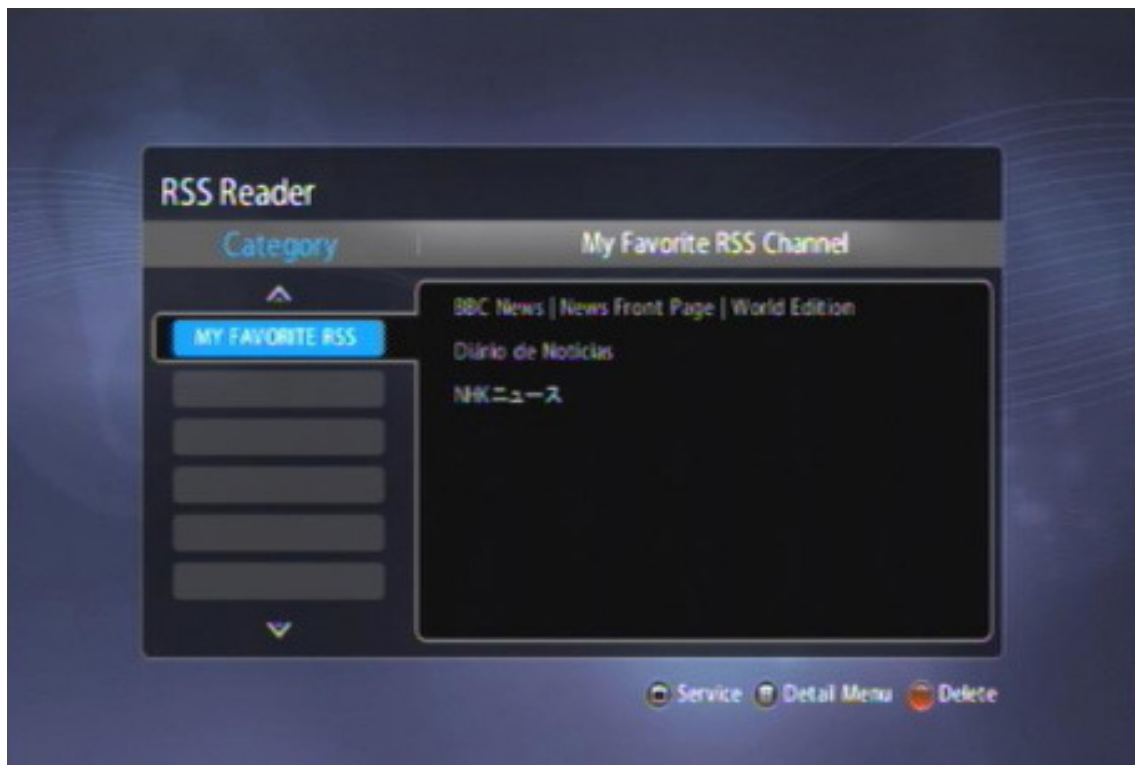 RSS Reader
Category
My Favorite RSS Channel
MY FAVORITE RSS
BBC News | News Front Page | World Edition
Diário de Notícias
NHKニュース
Service
Detail Menu
Delete